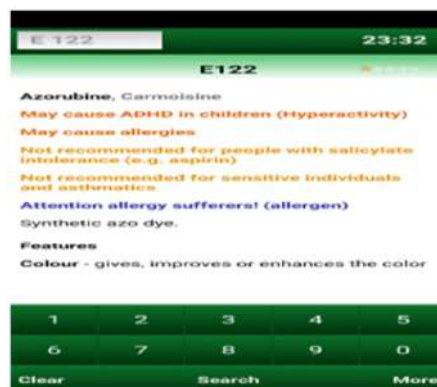 E 122
23:32
E122
Azorubine, Carmoisine
May cause ADHD in children (Hyperactivity)
May cause allergies
Not recommended for people with salicylate
intolerance (e.g. aspirin)
Not recommended for sensitive individuals
and asthmatics
Attention allergy sufferers! (allergen)
Synthetic azo dye.
Features
Colour - gives, improves or enhances the color
1 2 3 4 5
6 7 8 9 0
Clear Search More